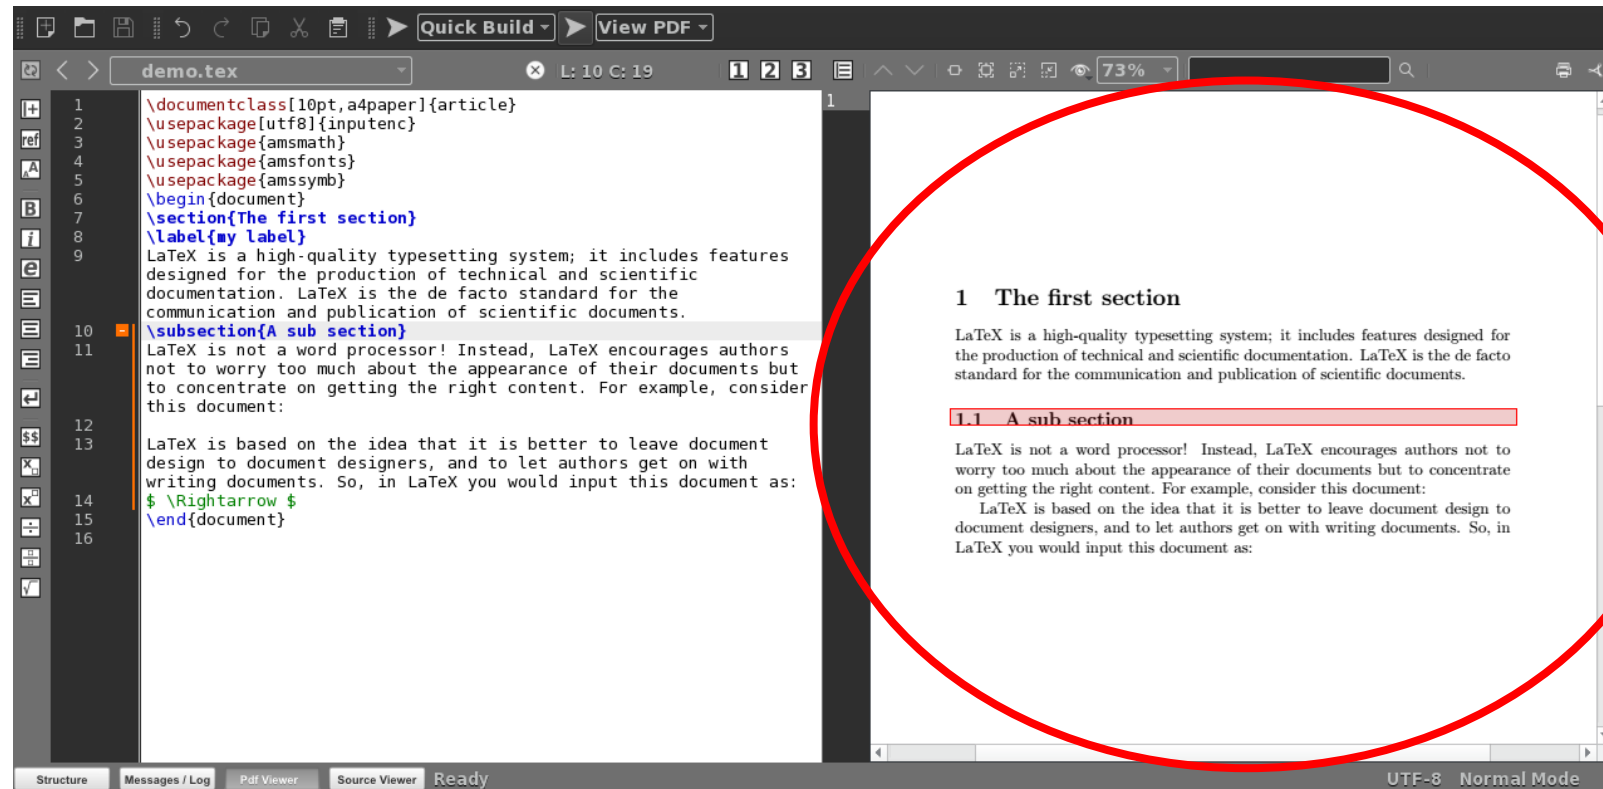 Quick Build View PDF
demo.tex L: 10 C: 19 1 2 3 73%
ref
A A
B
i
e
$$
x
x
1 \documentclass[10pt,a4paper]{article}
2 \usepackage[utf8]{inputenc}
3 \usepackage{amsmath}
4 \usepackage{amsfonts}
5 \usepackage{amssymb}
6 \begin{document}
7 \section{The first section}
8 \label{my label}
9 LaTeX is a high-quality typesetting system; it includes features
designed for the production of technical and scientific
documentation. LaTeX is the de facto standard for the
communication and publication of scientific documents.
10 \subsection{A sub section}
11 LaTeX is not a word processor! Instead, LaTeX encourages authors
not to worry too much about the appearance of their documents but
to concentrate on getting the right content. For example, consider
this document:
12
13 LaTeX is based on the idea that it is better to leave document
design to document designers, and to let authors get on with
writing documents. So, in LaTeX you would input this document as:
14 $ \Rightarrow $
15 \end{document}
16
1
1 The first section
LaTeX is a high-quality typesetting system; it includes features designed for
the production of technical and scientific documentation. LaTeX is the de facto
standard for the communication and publication of scientific documents.
1.1 A sub section
LaTeX is not a word processor! Instead, LaTeX encourages authors not to
worry too much about the appearance of their documents but to concentrate
on getting the right content. For example, consider this document:
LaTeX is based on the idea that it is better to leave document design to
document designers, and to let authors get on with writing documents. So, in
LaTeX you would input this document as:
Structure Messages / Log Pdf Viewer Source Viewer Ready UTF-8 Normal Mode